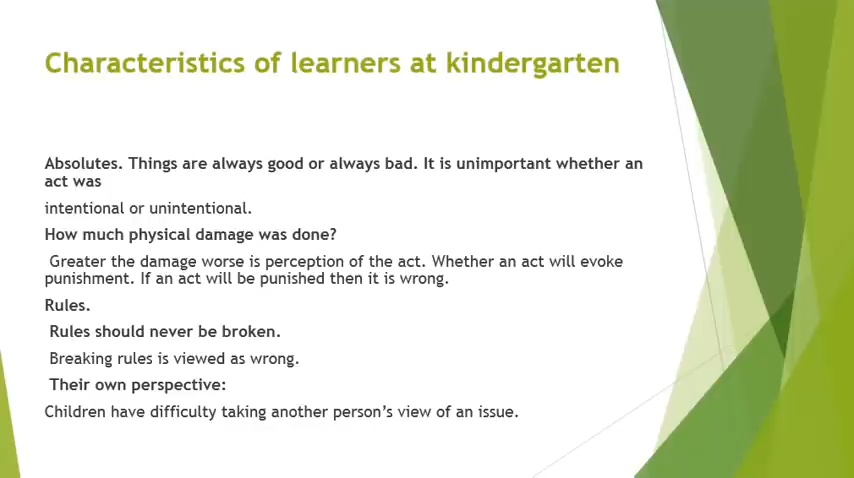 Characteristics of learners at kindergarten
Absolutes. Things are always good or always bad. It is unimportant whether an
act was
intentional or unintentional.
How much physical damage was done?
Greater the damage worse is perception of the act. Whether an act will evoke
punishment. If an act will be punished then it is wrong.
Rules.
Rules should never be broken.
Breaking rules is viewed as wrong.
Their own perspective:
Children have difficulty taking another person’s view of an issue.